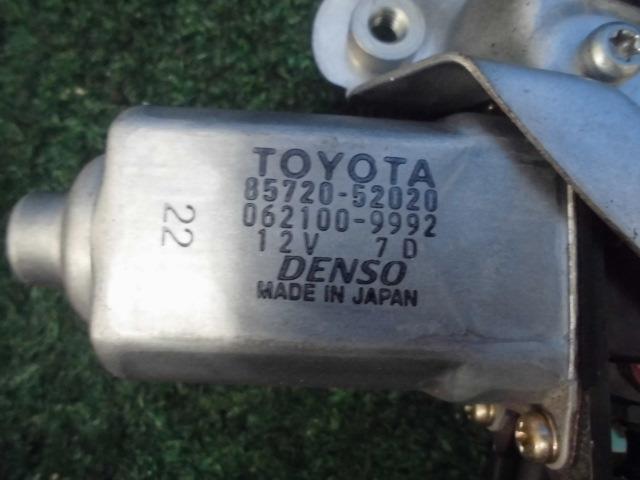 TOYOTA
85720-52020
062100-9992
12V 7D
DENSO
MADE IN JAPAN
22